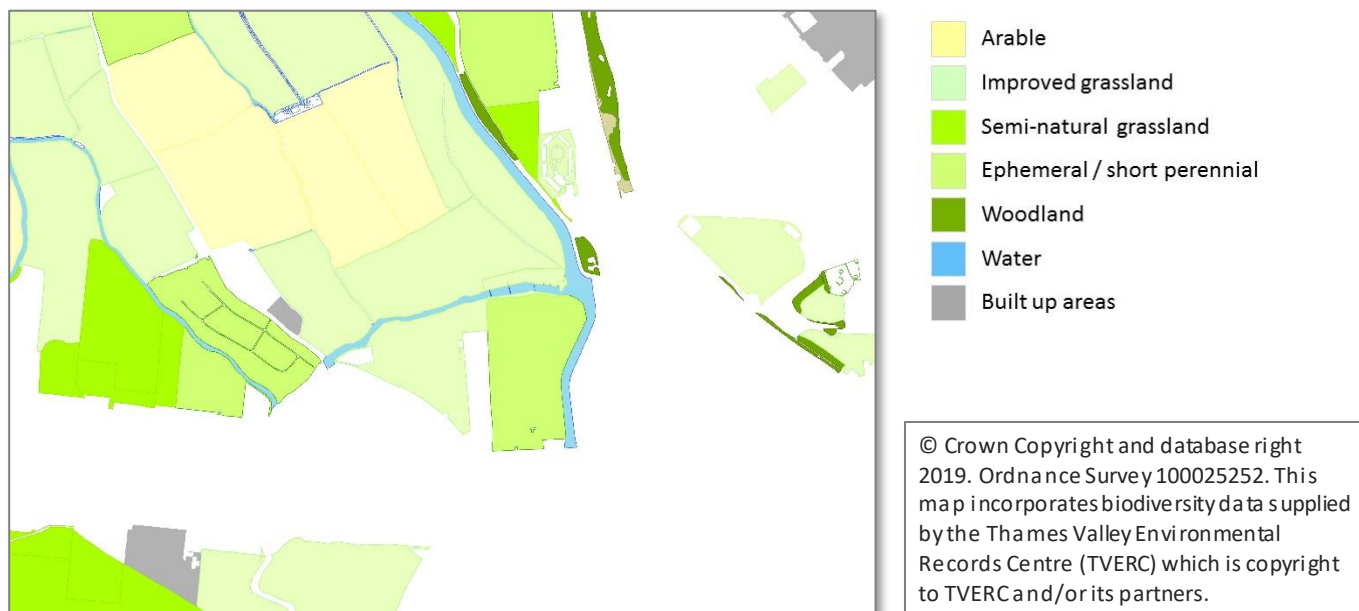 Arable
Improved grassland
Semi-natural grassland
Ephemeral / short perennial
Woodland
Water
Built up areas
© Crown Copyright and database right
2019. Ordnance Survey 100025252. This
map incorporates biodiversity data supplied
by the Thames Valley Environmental
Records Centre (TVERC) which is copyright
to TVERC and/or its partners.